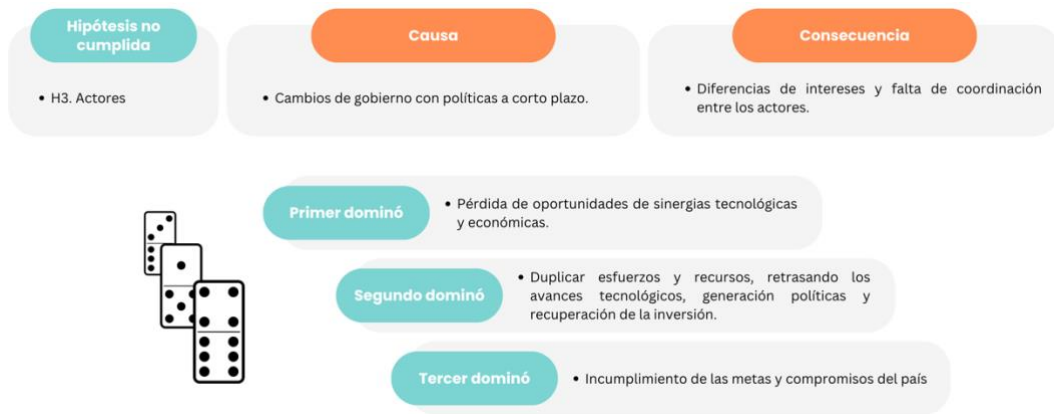 Hipótesis no
cumplida
Causa
Consecuencia
• H3. Actores
• Cambios de gobierno con políticas a corto plazo.
• Diferencias de intereses y falta de coordinación
entre los actores.
Primer dominó
• Pérdida de oportunidades de sinergias tecnológicas
y económicas.
Segundo dominó
• Duplicar esfuerzos y recursos, retrasando los
avances tecnológicos, generación políticas y
recuperación de la inversión.
Tercer dominó
• Incumplimiento de las metas y compromisos del país